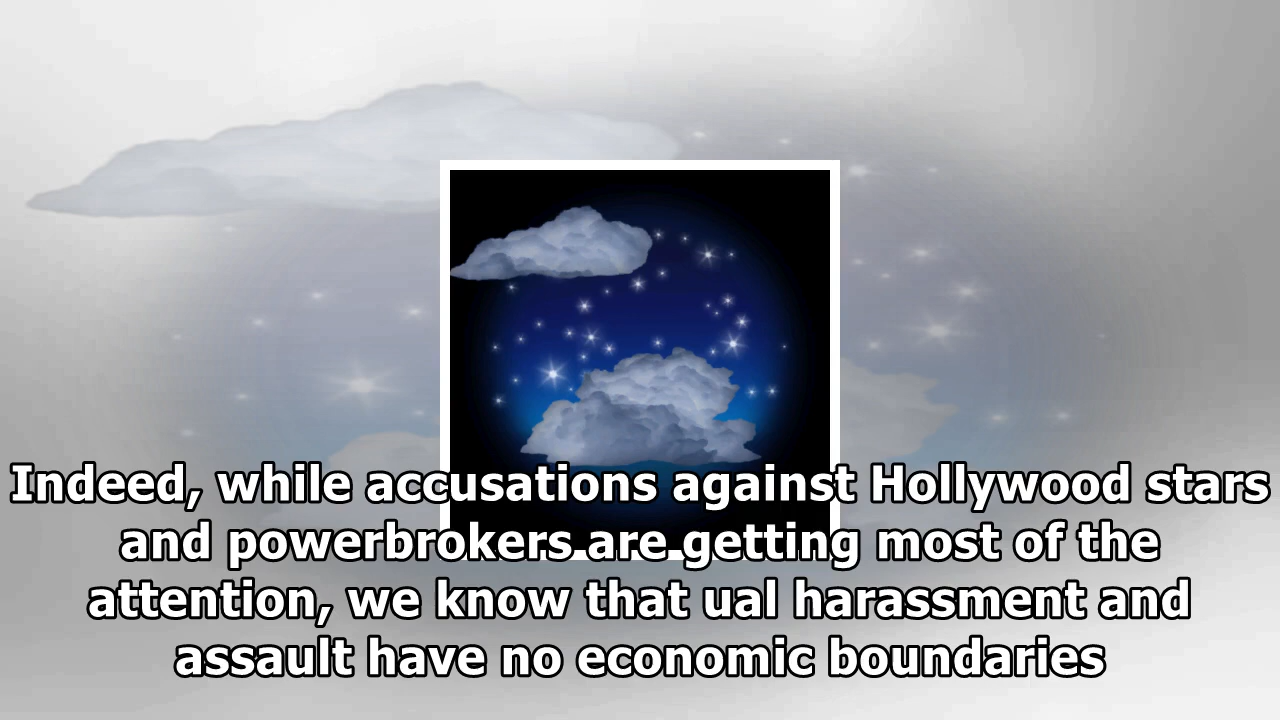 Indeed, while accusations against Hollywood stars
and powerbrokers are getting most of the
attention, we know that ual harassment and
assault have no economic boundaries